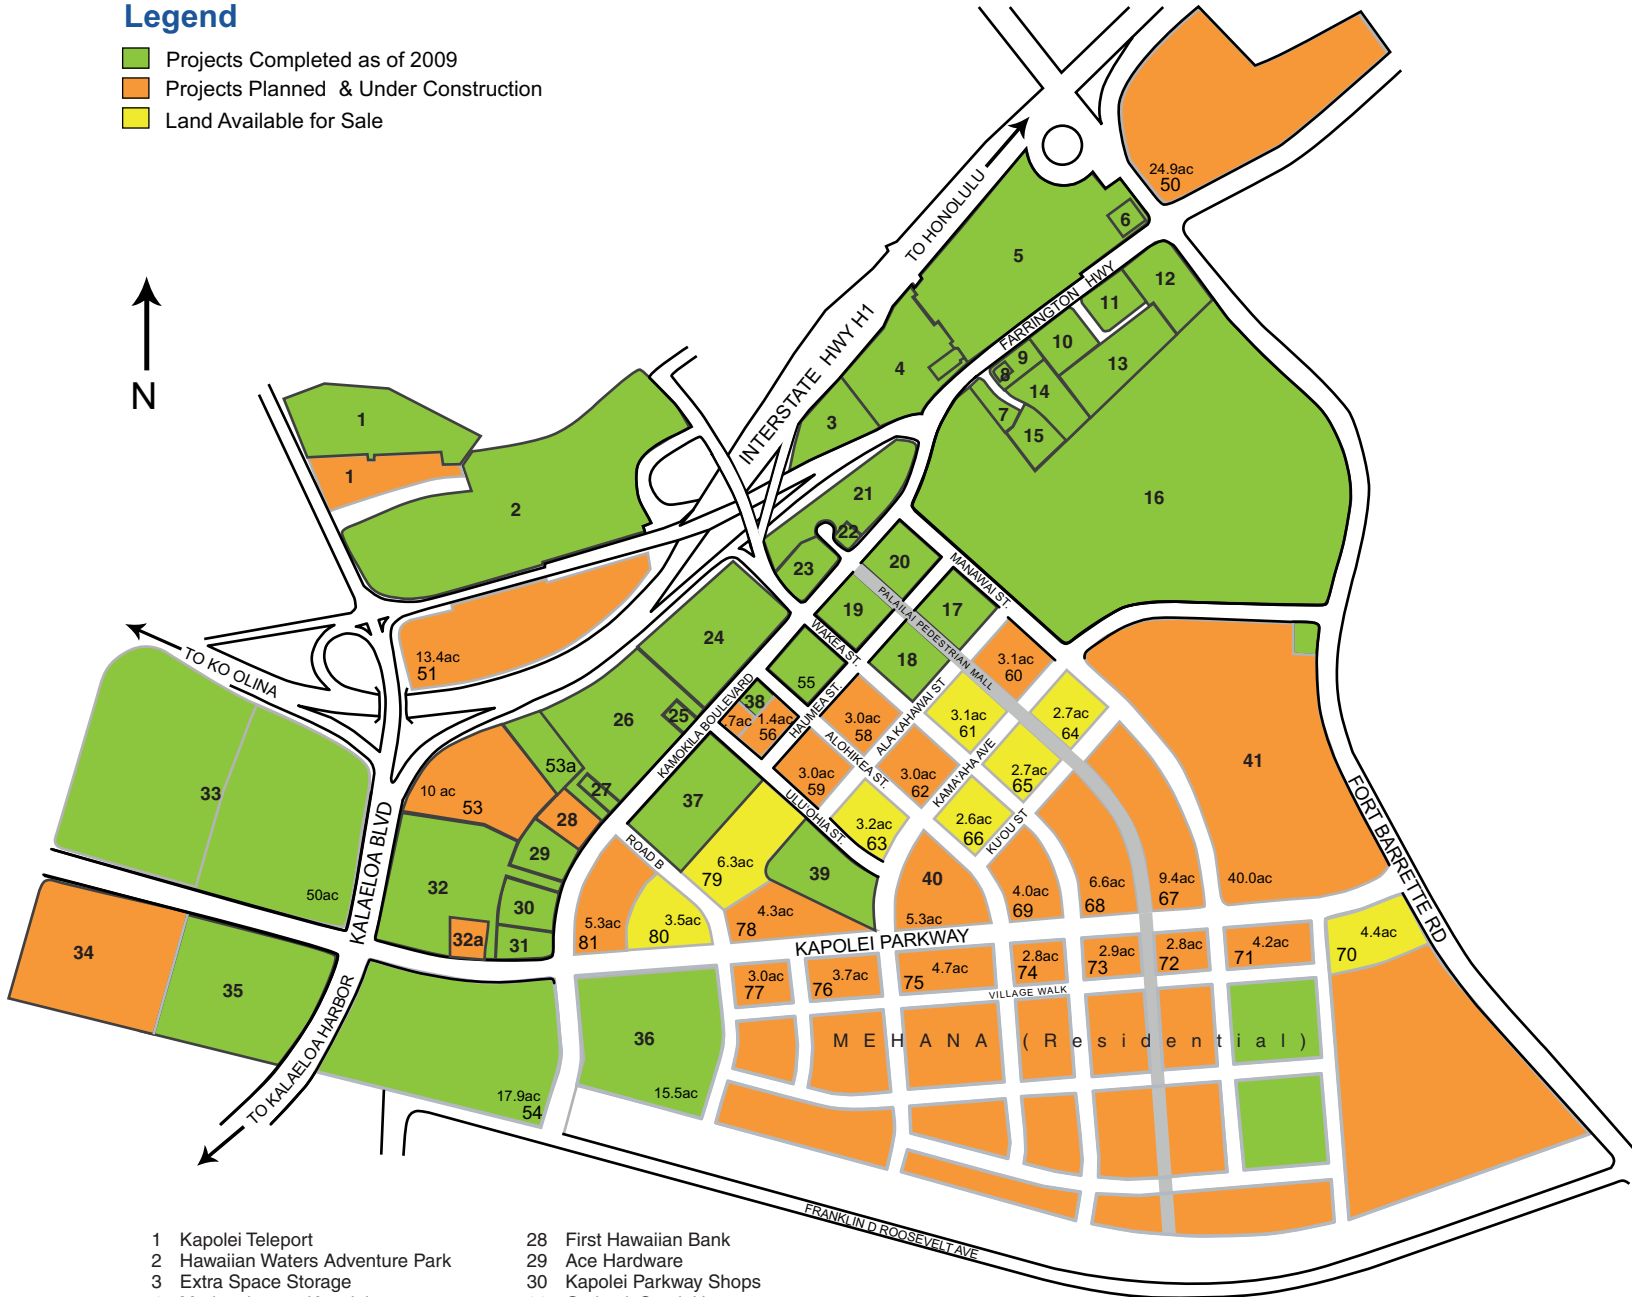 Legend
Projects Completed as of 2009
Projects Planned & Under Construction
Land Available for Sale
N
24.9ac
50
TO HONOLULU
INTERSTATE HWY H1
FARRINGTON HWY
5
6
12
11
10
9
8
13
14
7
15
4
3
16
1
1
2
21
22
23
20
19
17
18
MANAWAI ST.
PALAILAI PEDESTRIAN MALL
WAKEA ST.
13.4ac
51
TO KO OLINA
24
25
26
27
KAMOKILA BOULEVARD
55
38
.7ac
1.4ac
56
HAUMEA ST.
3.0ac
58
ALOHIKEA ST.
ALA KAHAWAI ST
3.1ac
60
3.1ac
61
2.7ac
64
2.7ac
65
KAMA'AHA AVE
3.0ac
59
3.0ac
62
ULU'OHIA ST.
3.2ac
63
2.6ac
66
KU'OU ST
41
40.0ac
FORT BARRETTE RD
33
50ac
KALAELOA BLVD
10 ac
53
53a
28
29
30
31
32
32a
37
ROAD B
6.3ac
79
39
40
5.3ac
4.0ac
69
6.6ac
68
9.4ac
67
5.3ac
81
3.5ac
80
4.3ac
78
KAPOLEI PARKWAY
3.0ac
77
3.7ac
76
4.7ac
75
2.8ac
74
2.9ac
73
2.8ac
72
4.2ac
71
4.4ac
70
VILLAGE WALK
34
35
TO KALAELOA HARBOR
17.9ac
54
36
15.5ac
MEHANA (Residential)
FRANKLIN D ROOSEVELT AVE
1 Kapolei Teleport
2 Hawaiian Waters Adventure Park
3 Extra Space Storage
28 First Hawaiian Bank
29 Ace Hardware
30 Kapolei Parkway Shops